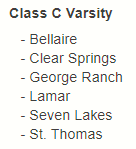 Class C Varsity
- Bellaire
- Clear Springs
- George Ranch
- Lamar
- Seven Lakes
- St. Thomas